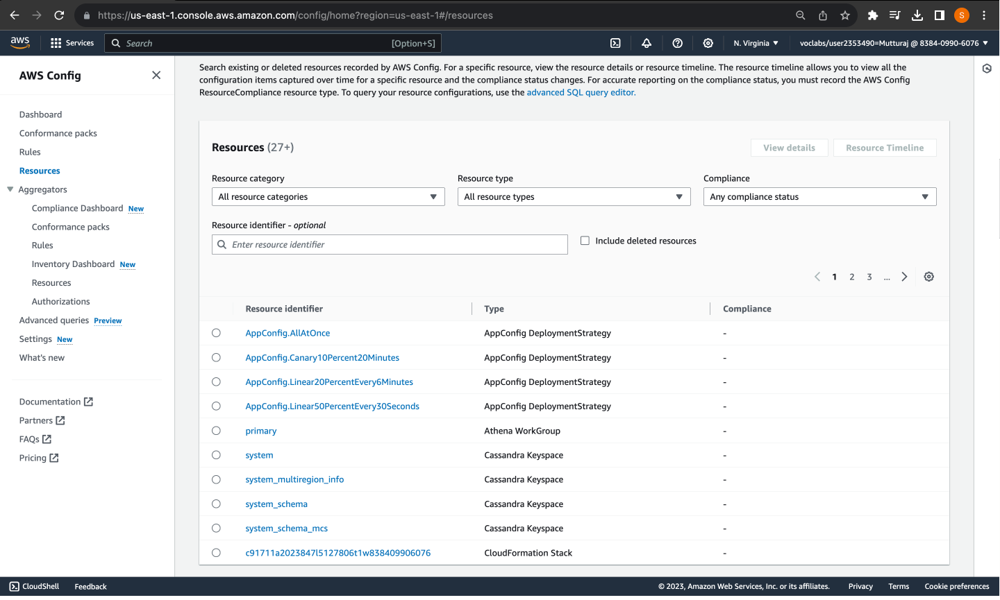 https://us-east-1.console.aws.amazon.com/config/home?region=us-east-1#/resources
S
aws
Services
Search
[Option+S]
N. Virginia
voclabs/user2353490=Mutturaj @ 8384-0990-6076
AWS Config
Dashboard
Conformance packs
Rules
Resources
Aggregators
Compliance Dashboard New
Conformance packs
Rules
Inventory Dashboard New
Resources
Authorizations
Advanced queries Preview
Settings New
What's new
Documentation
Partners
FAQs
Pricing
Search existing or deleted resources recorded by AWS Config. For a specific resource, view the resource details or resource timeline. The resource timeline allows you to view all the
configuration items captured over time for a specific resource and the compliance status changes. For accurate reporting on the compliance status, you must record the AWS Config
ResourceCompliance resource type. To query your resource configurations, use the advanced SQL query editor.
Resources (27+)
View details
Resource Timeline
Resource category
All resource categories
Resource type
All resource types
Compliance
Any compliance status
Resource identifier - optional
Enter resource identifier
Include deleted resources
1 2 3 ...
Resource identifier Type Compliance
AppConfig.AllAtOnce AppConfig DeploymentStrategy -
AppConfig.Canary10Percent20Minutes AppConfig DeploymentStrategy -
AppConfig.Linear20PercentEvery6Minutes AppConfig DeploymentStrategy -
AppConfig.Linear50PercentEvery30Seconds AppConfig DeploymentStrategy -
primary Athena WorkGroup -
system Cassandra Keyspace -
system_multiregion_info Cassandra Keyspace -
system_schema Cassandra Keyspace -
system_schema_mcs Cassandra Keyspace -
c91711a2023847l5127806t1w838409906076 CloudFormation Stack -
CloudShell
Feedback
© 2023, Amazon Web Services, Inc. or its affiliates.
Privacy
Terms
Cookie preferences